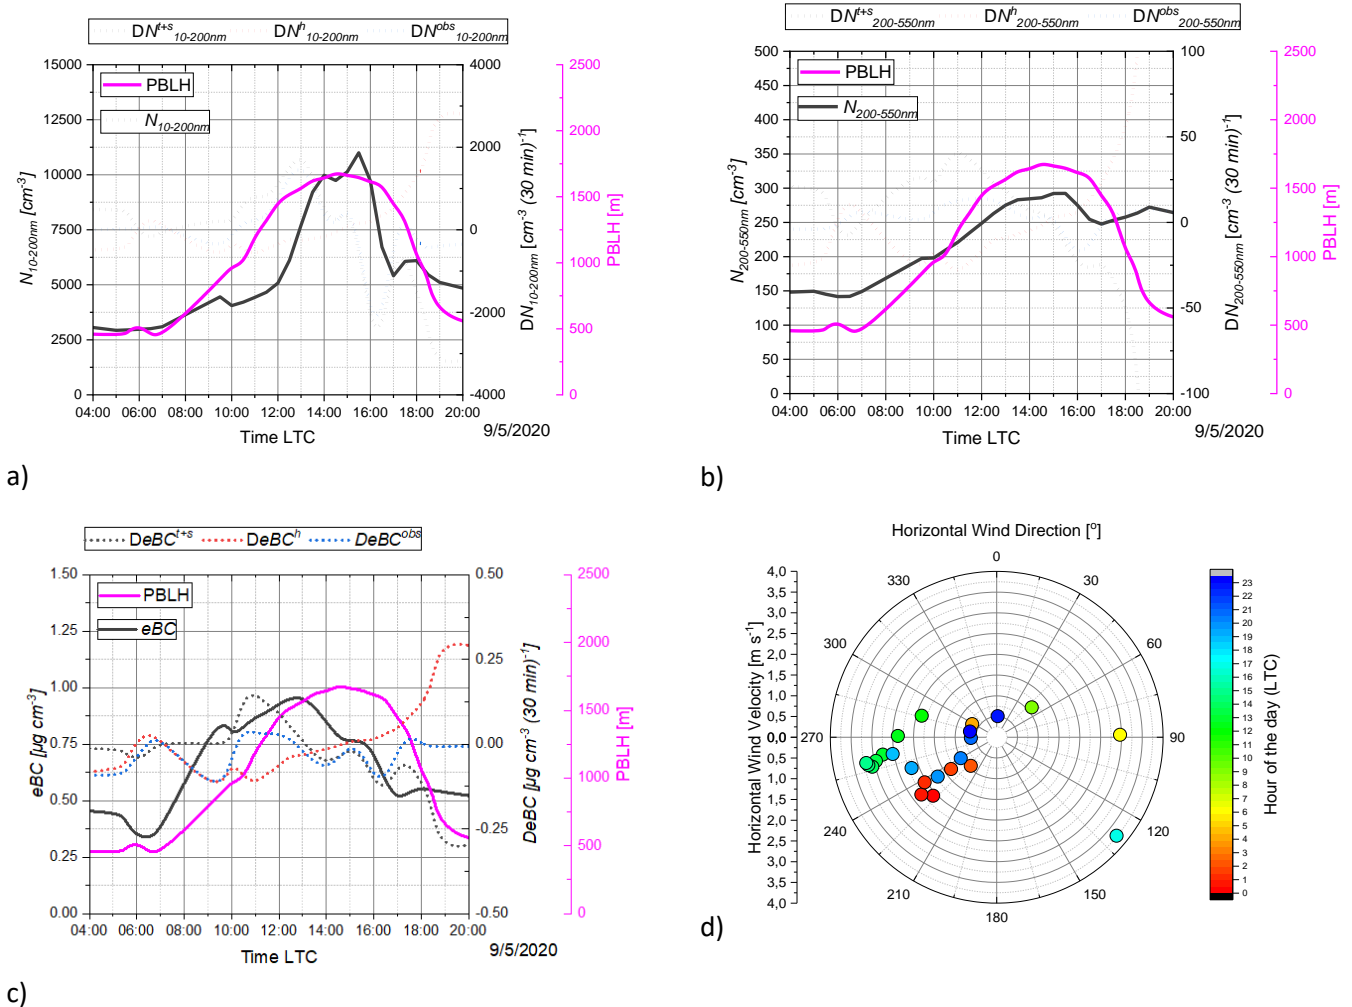 DN^t+s 10-200nm DN^h 10-200nm DN^obs 10-200nm
15000 4000 2500
PBLH
N10-200nm
12500 2000 2000
10000 1500
7500 0 1000
5000 -2000 500
2500
0 -4000 0
N10-200nm [cm-3]
DN10-200nm [cm-3 (30 min)-1]
PBLH [m]
04:00 06:00 08:00 10:00 12:00 14:00 16:00 18:00 20:00
Time LTC 9/5/2020
a)
DN^t+s 200-550nm DN^h 200-550nm DN^obs 200-550nm
500 100 2500
PBLH
N200-550nm
450
400 50 2000
350
300 1500
250 0
200 1000
150
100 -50 500
50
0 -100 0
N200-550nm [cm-3]
DN200-550nm [cm-3 (30 min)-1]
PBLH [m]
04:00 06:00 08:00 10:00 12:00 14:00 16:00 18:00 20:00
Time LTC 9/5/2020
b)
DeBC^t+s DeBC^h DeBC^obs
1.50 0.50 2500
PBLH
eBC
1.25 2000
1.00 0.25 1500
0.75 0.00 1000
0.50 -0.25 500
0.25
0.00 -0.50 0
eBC [µg cm-3]
DeBC [µg cm-3 (30 min)-1]
PBLH [m]
04:00 06:00 08:00 10:00 12:00 14:00 16:00 18:00 20:00
Time LTC 9/5/2020
c)
Horizontal Wind Direction [o]
0
30
60
90
120
150
180
210
240
270
300
330
4,0
3,5
3,0
2,5
2,0
1,5
1,0
0,5
0,0
0,5
1,0
1,5
2,0
2,5
3,0
3,5
4,0
Horizontal Wind Velocity [m s-1]
23
22
21
20
19
18
17
16
15
14
13
12
11
10
9
8
7
6
5
4
3
2
1
0
Hour of the day (LTC)
d)